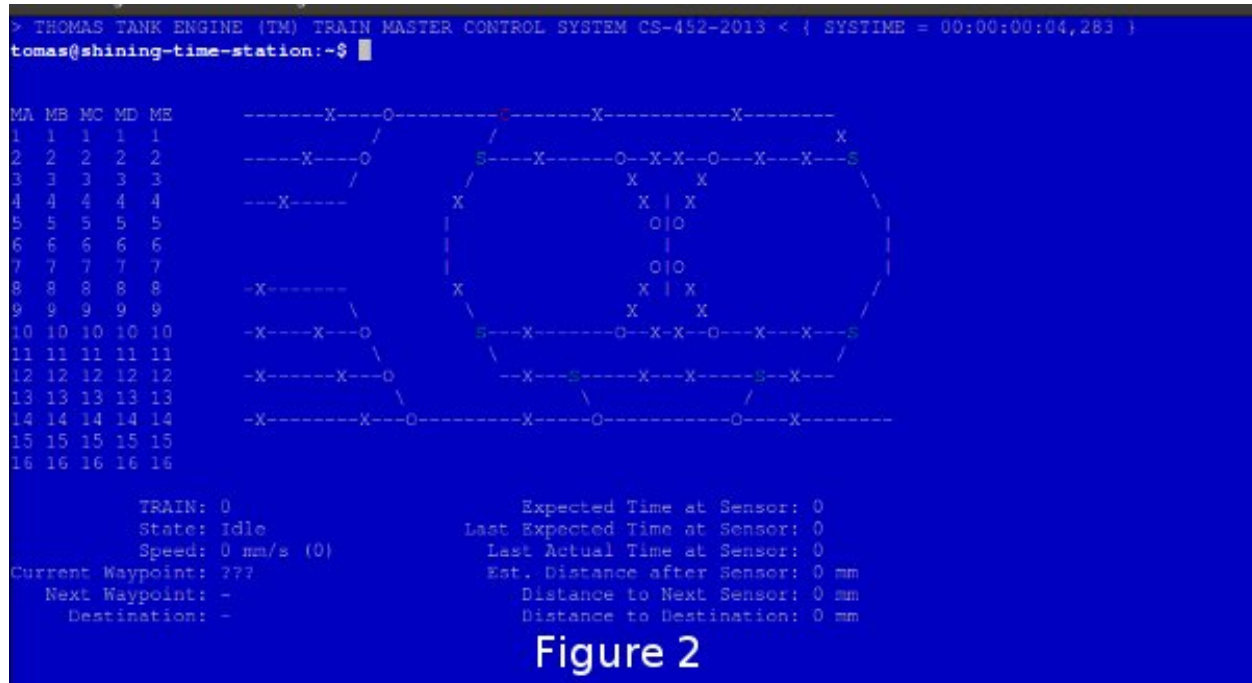 > THOMAS TANK ENGINE (TM) TRAIN MASTER CONTROL SYSTEM CS-452-2013 < { SYSTIME = 00:00:00:04,283 }
tomas@shining-time-station:~$
MA MB MC MD ME -------X----O----------C-------X-----------X--------
1 1 1 1 1 / / X
2 2 2 2 2 -----X----O S----X------O--X-X--O---X---X---S
3 3 3 3 3 / / X X \
4 4 4 4 4 ---X----- X X | X \
5 5 5 5 5 | O|O |
6 6 6 6 6 | | |
7 7 7 7 7 | O|O |
8 8 8 8 8 -X------- X X | X /
9 9 9 9 9 \ \ X X /
10 10 10 10 10 -X----X---O S---X-------O--X-X--O---X---X---S
11 11 11 11 11 \ \ /
12 12 12 12 12 -X------X---O --X---S-----X---X-----S--X---
13 13 13 13 13 \ \ /
14 14 14 14 14 -X--------X---O---------X-----O-----------O----X--------
15 15 15 15 15
16 16 16 16 16
TRAIN: 0 Expected Time at Sensor: 0
State: Idle Last Expected Time at Sensor: 0
Speed: 0 mm/s (0) Last Actual Time at Sensor: 0
Current Waypoint: ??? Est. Distance after Sensor: 0 mm
Next Waypoint: - Distance to Next Sensor: 0 mm
Destination: - Distance to Destination: 0 mm
Figure 2